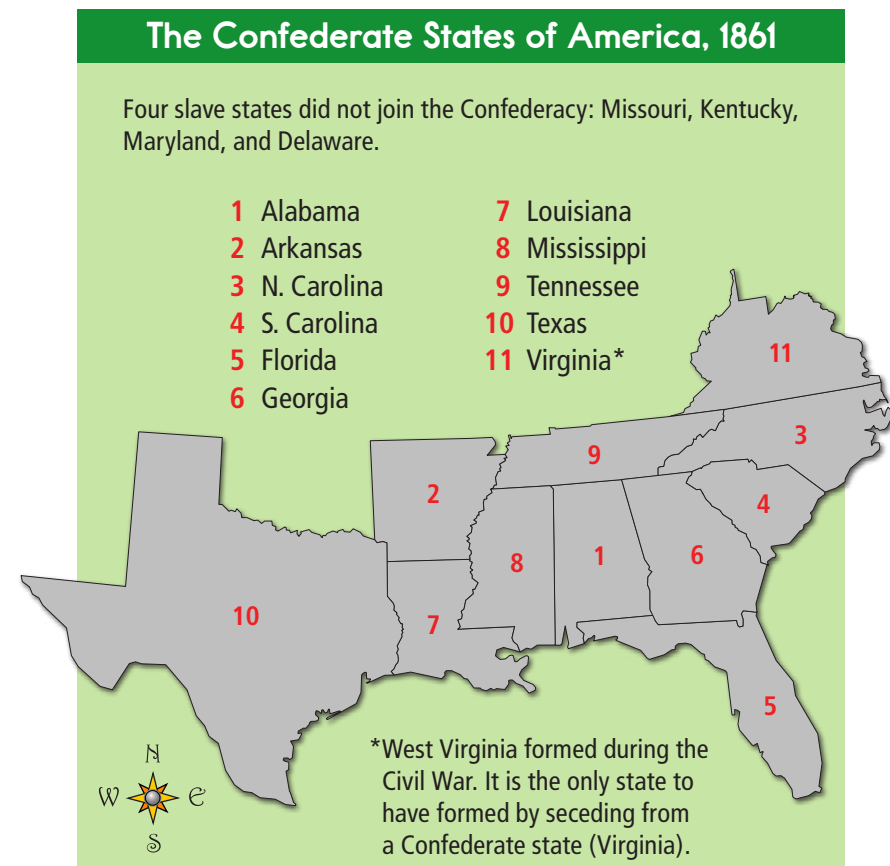 The Confederate States of America, 1861
Four slave states did not join the Confederacy: Missouri, Kentucky,
Maryland, and Delaware.
1 Alabama
2 Arkansas
3 N. Carolina
4 S. Carolina
5 Florida
6 Georgia
7 Louisiana
8 Mississippi
9 Tennessee
10 Texas
11 Virginia*
11
3
9
2
4
8
1
6
10
7
5
N
W E
S
*West Virginia formed during the
Civil War. It is the only state to
have formed by seceding from
a Confederate state (Virginia).